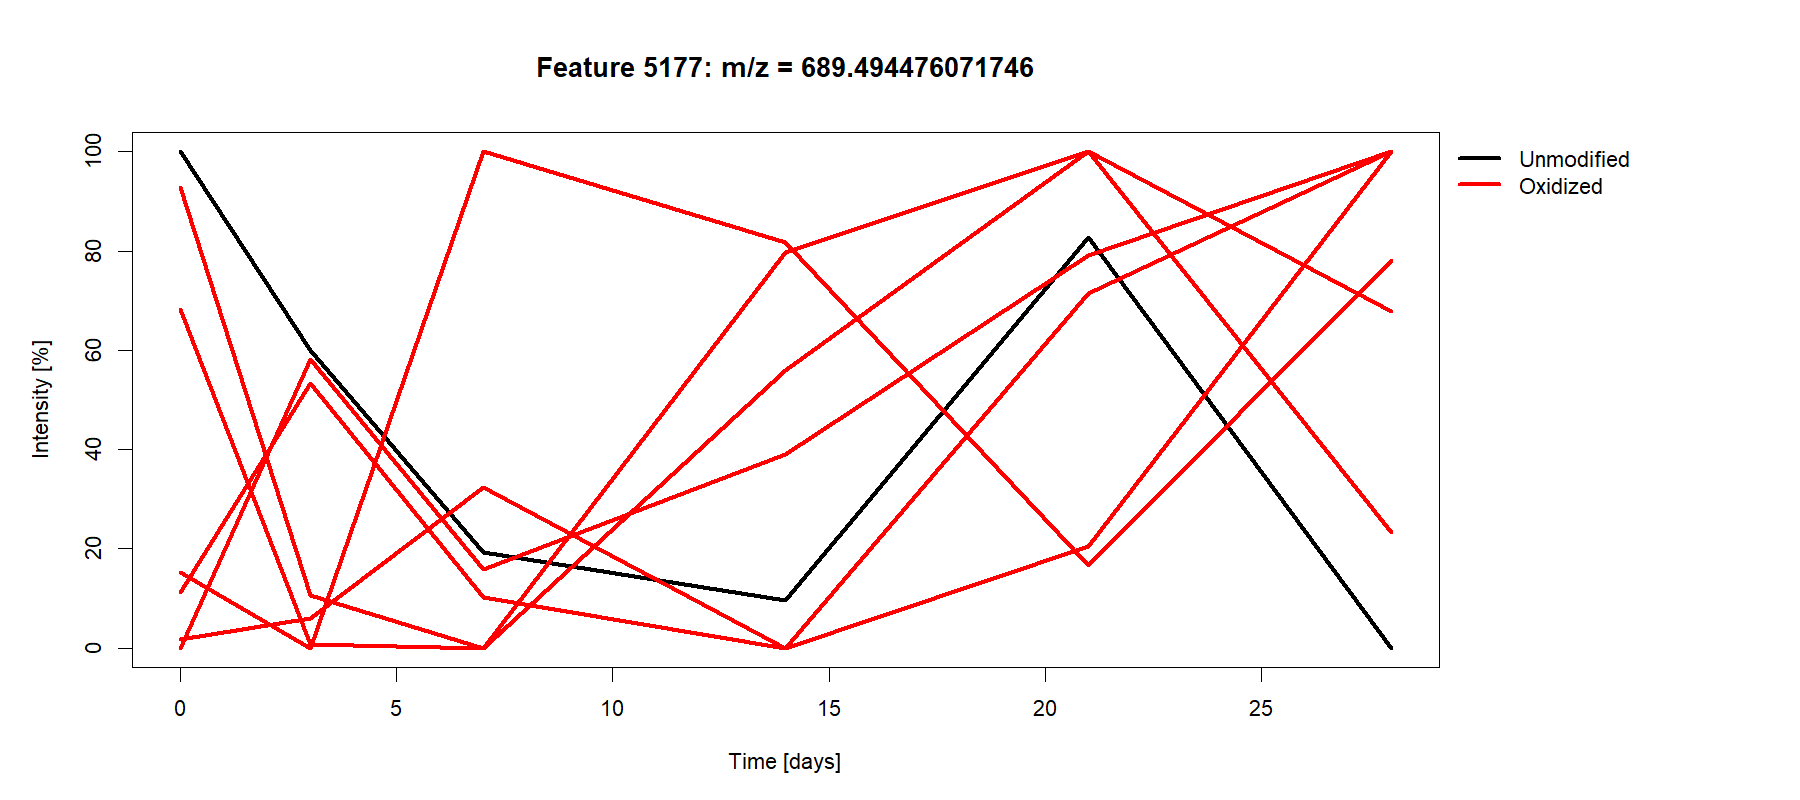 Feature 5177: m/z = 689.494476071746
Unmodified
Oxidized
Intensity [%]
100
80
60
40
20
0
0 5 10 15 20 25
Time [days]